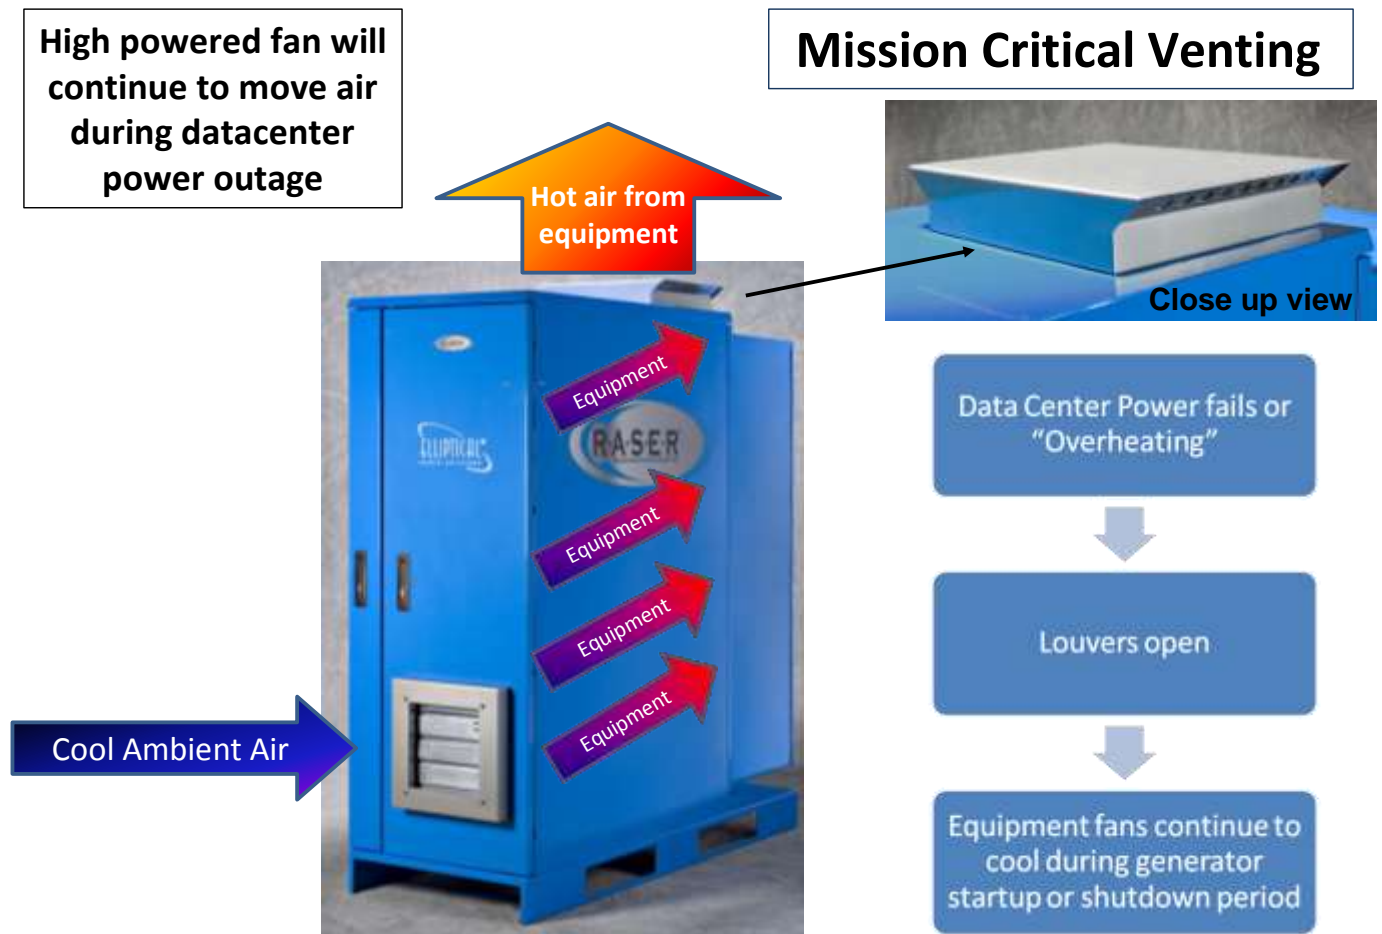 High powered fan will
continue to move air
during datacenter
power outage
Mission Critical Venting
Hot air from
equipment
Close up view
Equipment
ELLIPTICAL
R·A·S·E·R
Equipment
Equipment
Equipment
Cool Ambient Air
Data Center Power fails or
“Overheating”
Louvers open
Equipment fans continue to
cool during generator
startup or shutdown period